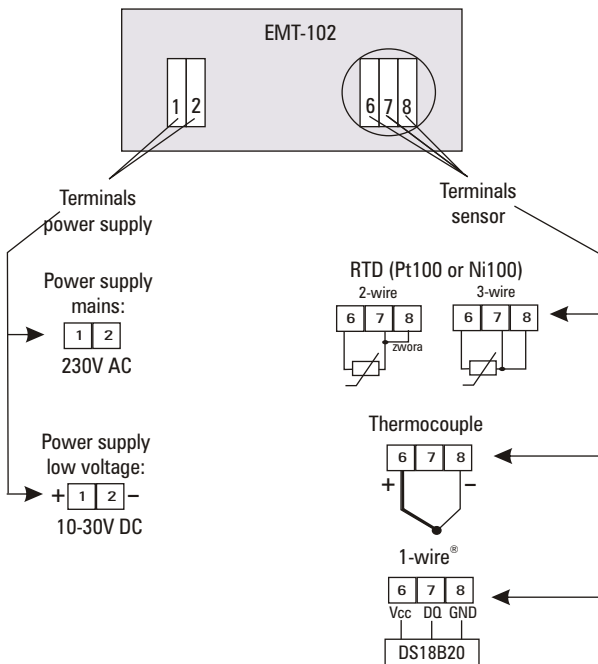 EMT-102
1 2
6 7 8
Terminals
power supply
Terminals
sensor
Power supply
mains:
1 2
230V AC
Power supply
low voltage:
+ 1 2 –
10-30V DC
RTD (Pt100 or Ni100)
2-wire
6 7 8
zwora
3-wire
6 7 8
Thermocouple
6 7 8
+ –
1-wire®
6 7 8
Vcc DQ GND
DS18B20